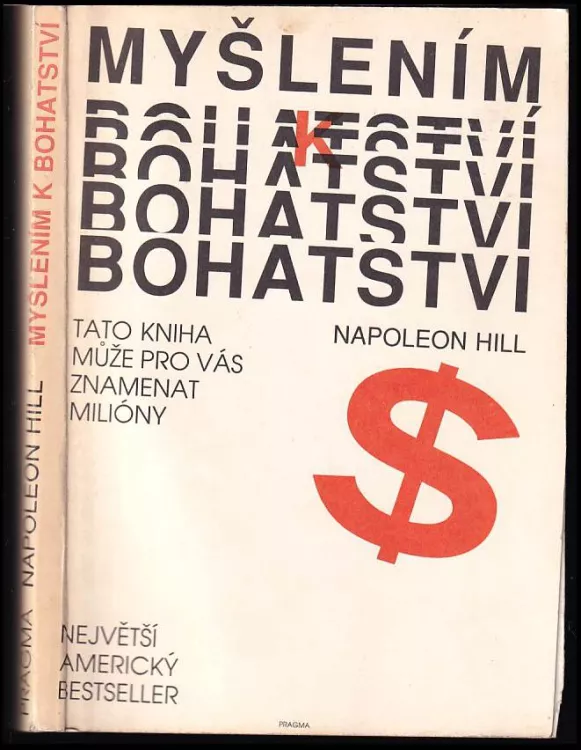 MYŠLENÍM
K
BOHATSTVÍ
BOHATSTVÍ
BOHATSTVÍ
BOHATSTVÍ
TATO KNIHA
MŮŽE PRO VÁS
ZNAMENAT
MILIÓNY
NAPOLEON HILL
$
NEJVĚTŠÍ
AMERICKÝ
BESTSELLER
PRAGMA
PRAGMA NAPOLEON HILL MYŠLENÍM K BOHATSTVÍ